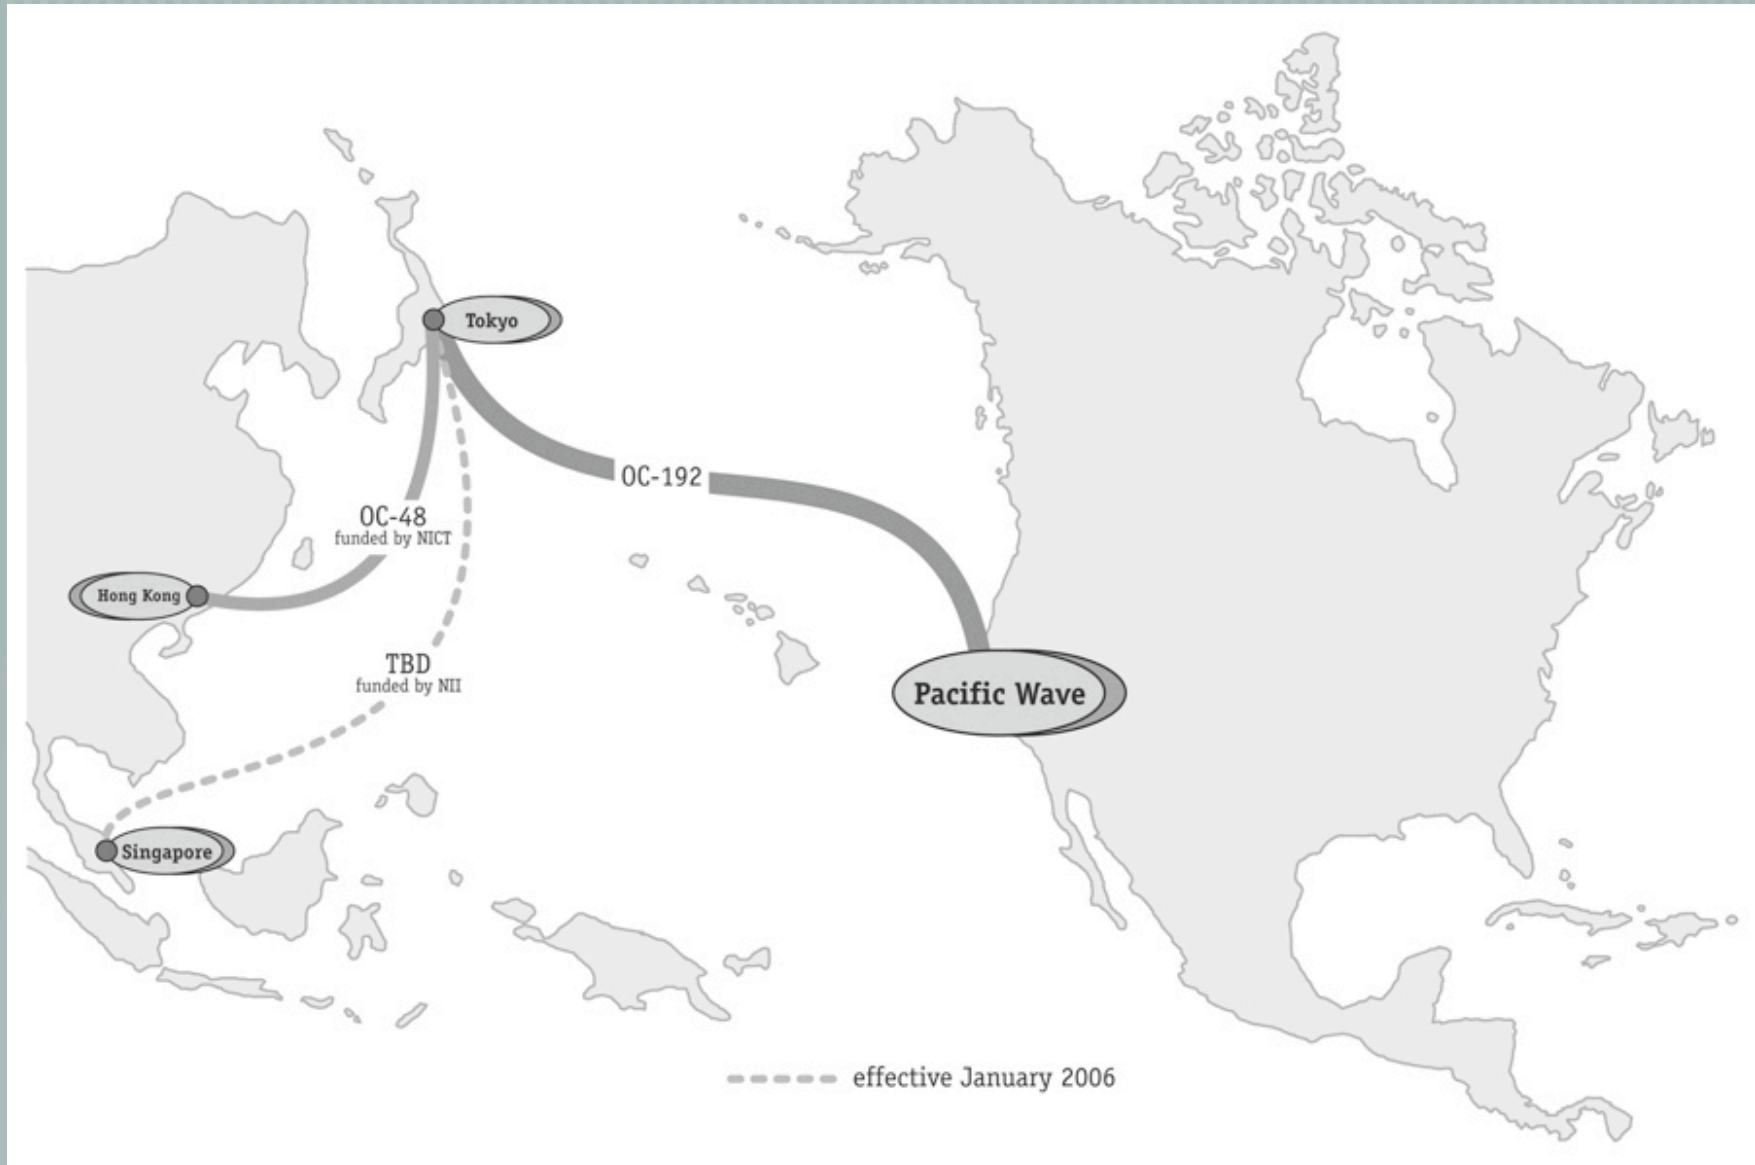 Tokyo
OC-192
OC-48
funded by NICT
Hong Kong
TBD
funded by NII
Pacific Wave
Singapore
effective January 2006